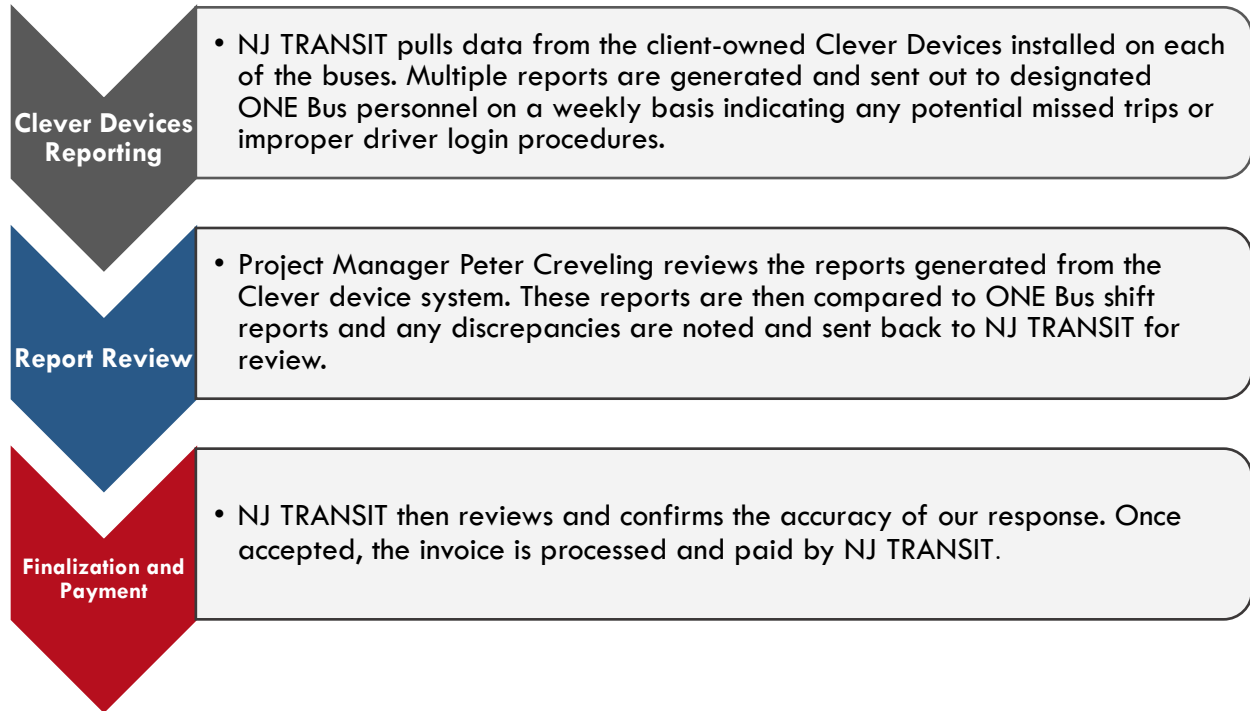 Clever Devices
Reporting
• NJ TRANSIT pulls data from the client-owned Clever Devices installed on each
of the buses. Multiple reports are generated and sent out to designated
ONE Bus personnel on a weekly basis indicating any potential missed trips or
improper driver login procedures.
Report Review
• Project Manager Peter Creveling reviews the reports generated from the
Clever device system. These reports are then compared to ONE Bus shift
reports and any discrepancies are noted and sent back to NJ TRANSIT for
review.
Finalization and
Payment
• NJ TRANSIT then reviews and confirms the accuracy of our response. Once
accepted, the invoice is processed and paid by NJ TRANSIT.